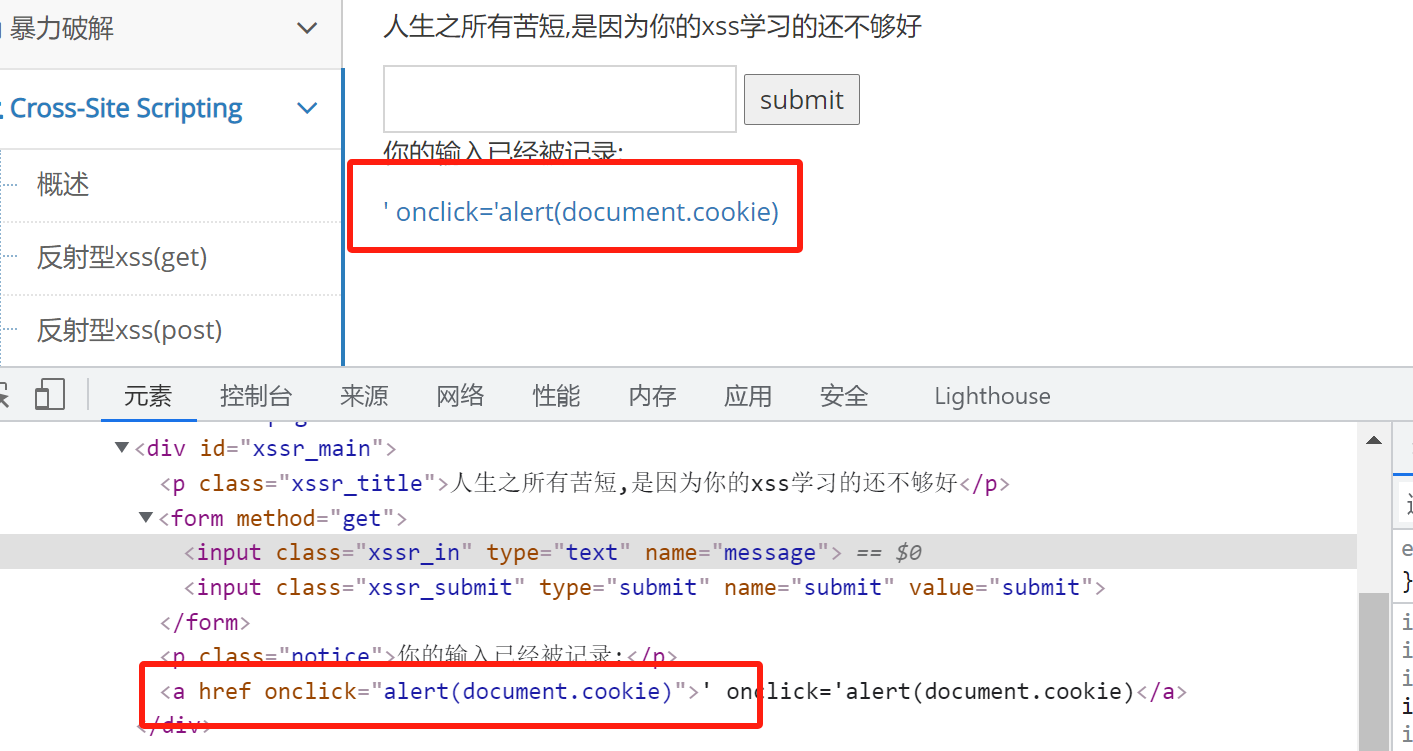 暴力破解
Cross-Site Scripting
概述
反射型xss(get)
反射型xss(post)
人生之所有苦短,是因为你的xss学习的还不够好
submit
你的输入已经被记录:
' onclick='alert(document.cookie)
元素 控制台 来源 网络 性能 内存 应用 安全 Lighthouse
<div id="xssr_main">
<p class="xssr_title">人生之所有苦短,是因为你的xss学习的还不够好</p>
<form method="get">
<input class="xssr_in" type="text" name="message"> == $0
<input class="xssr_submit" type="submit" name="submit" value="submit">
</form>
<p class="notice">你的输入已经被记录:</p>
<a href onclick="alert(document.cookie)">' onclick='alert(document.cookie)</a>
</div>